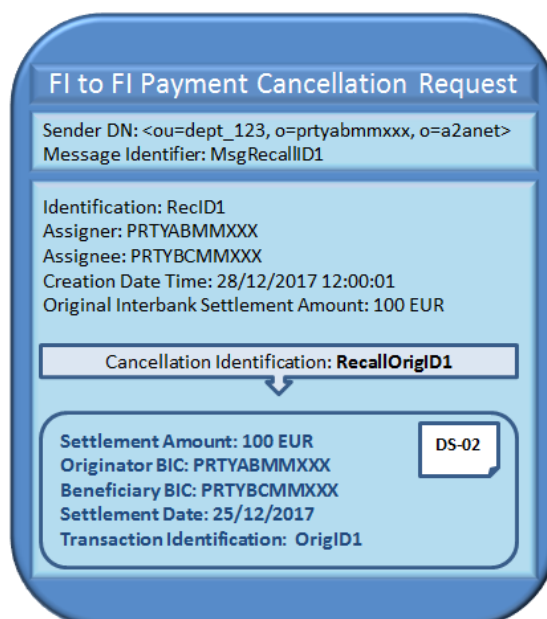 FI to FI Payment Cancellation Request
Sender DN: <ou=dept_123, o=prtyabmmxxx, o=a2anet>
Message Identifier: MsgRecallID1
Identification: RecID1
Assigner: PRTYABMMXXX
Assignee: PRTYBCMMXXX
Creation Date Time: 28/12/2017 12:00:01
Original Interbank Settlement Amount: 100 EUR
Cancellation Identification: RecallOrigID1
Settlement Amount: 100 EUR
DS-02
Originator BIC: PRTYABMMXXX
Beneficiary BIC: PRTYBCMMXXX
Settlement Date: 25/12/2017
Transaction Identification: OrigID1